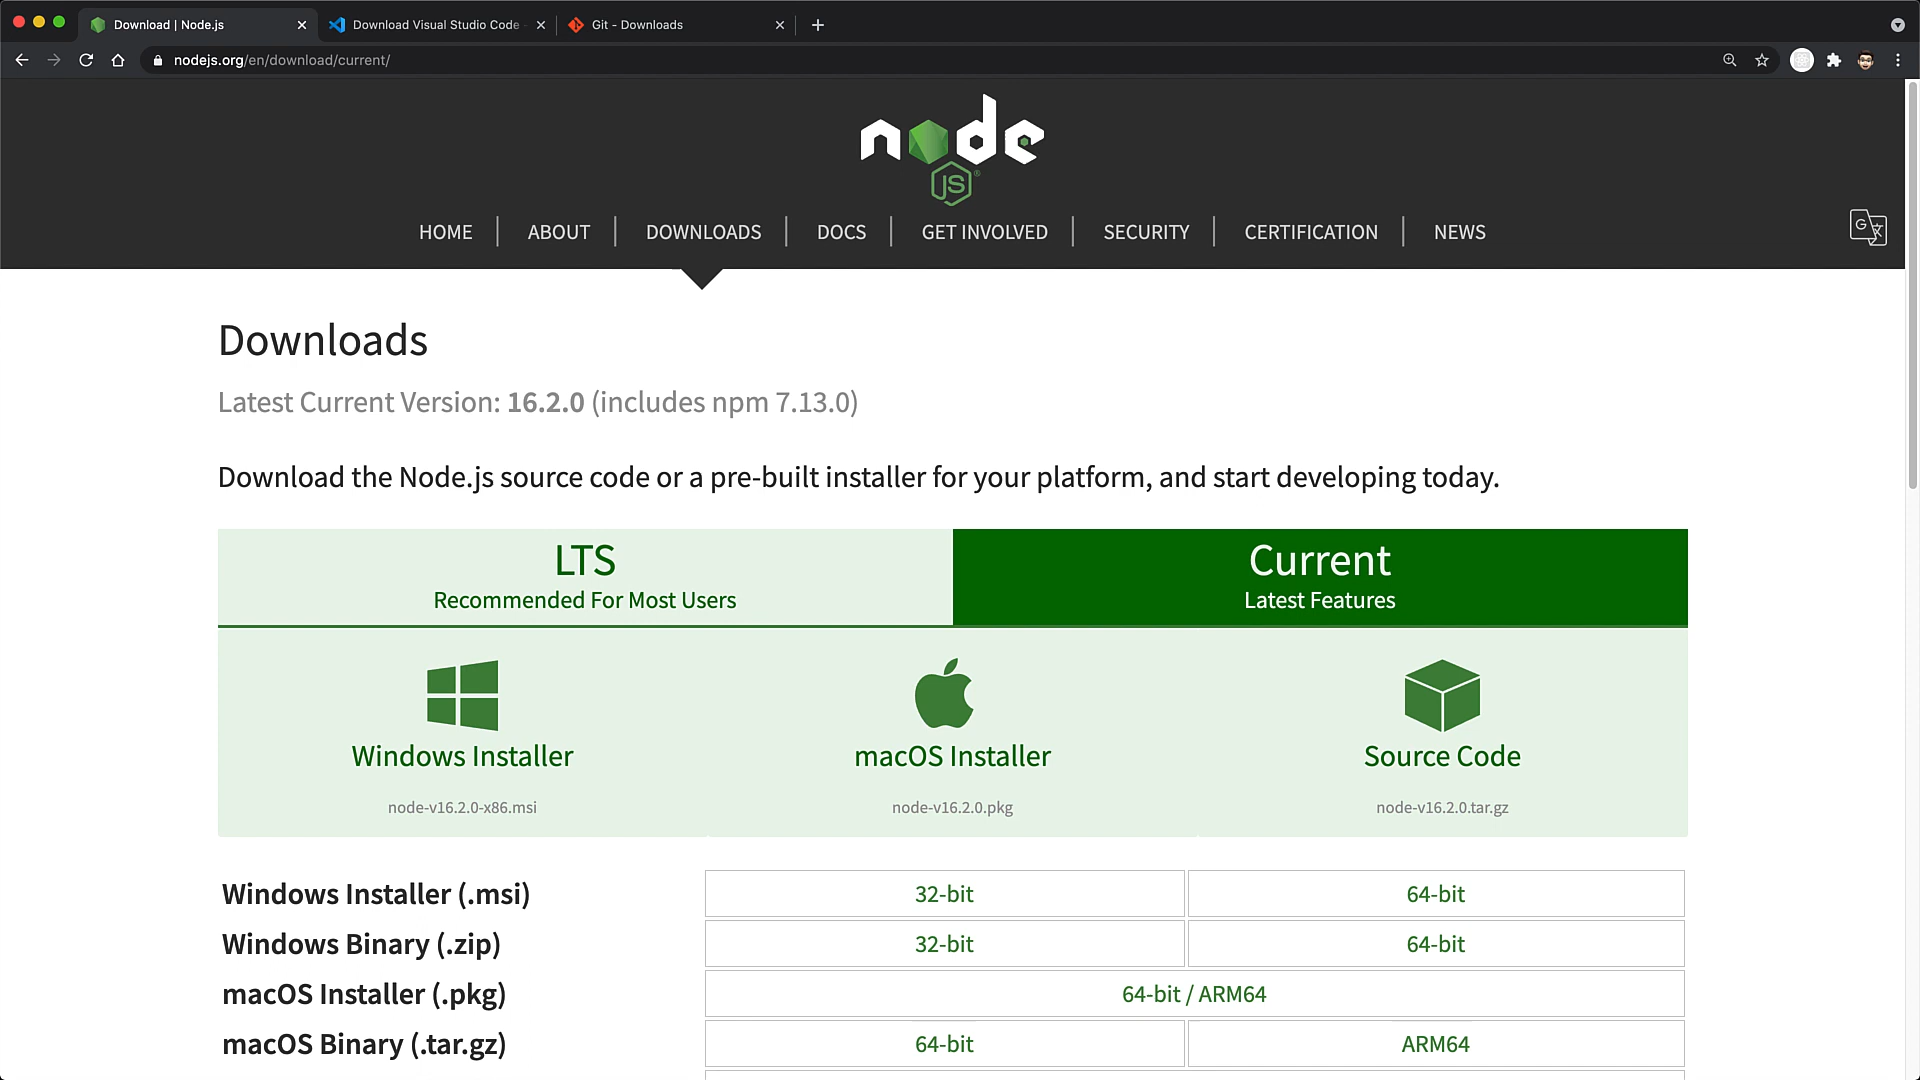 Download | Node.js
Download Visual Studio Code -
Git - Downloads
nodejs.org/en/download/current/
node
JS
HOME
ABOUT
DOWNLOADS
DOCS
GET INVOLVED
SECURITY
CERTIFICATION
NEWS
Downloads
Latest Current Version: 16.2.0 (includes npm 7.13.0)
Download the Node.js source code or a pre-built installer for your platform, and start developing today.
LTS
Recommended For Most Users
Current
Latest Features
Windows Installer
node-v16.2.0-x86.msi
macOS Installer
node-v16.2.0.pkg
Source Code
node-v16.2.0.tar.gz
Windows Installer (.msi) 32-bit 64-bit
Windows Binary (.zip) 32-bit 64-bit
macOS Installer (.pkg) 64-bit / ARM64
macOS Binary (.tar.gz) 64-bit ARM64